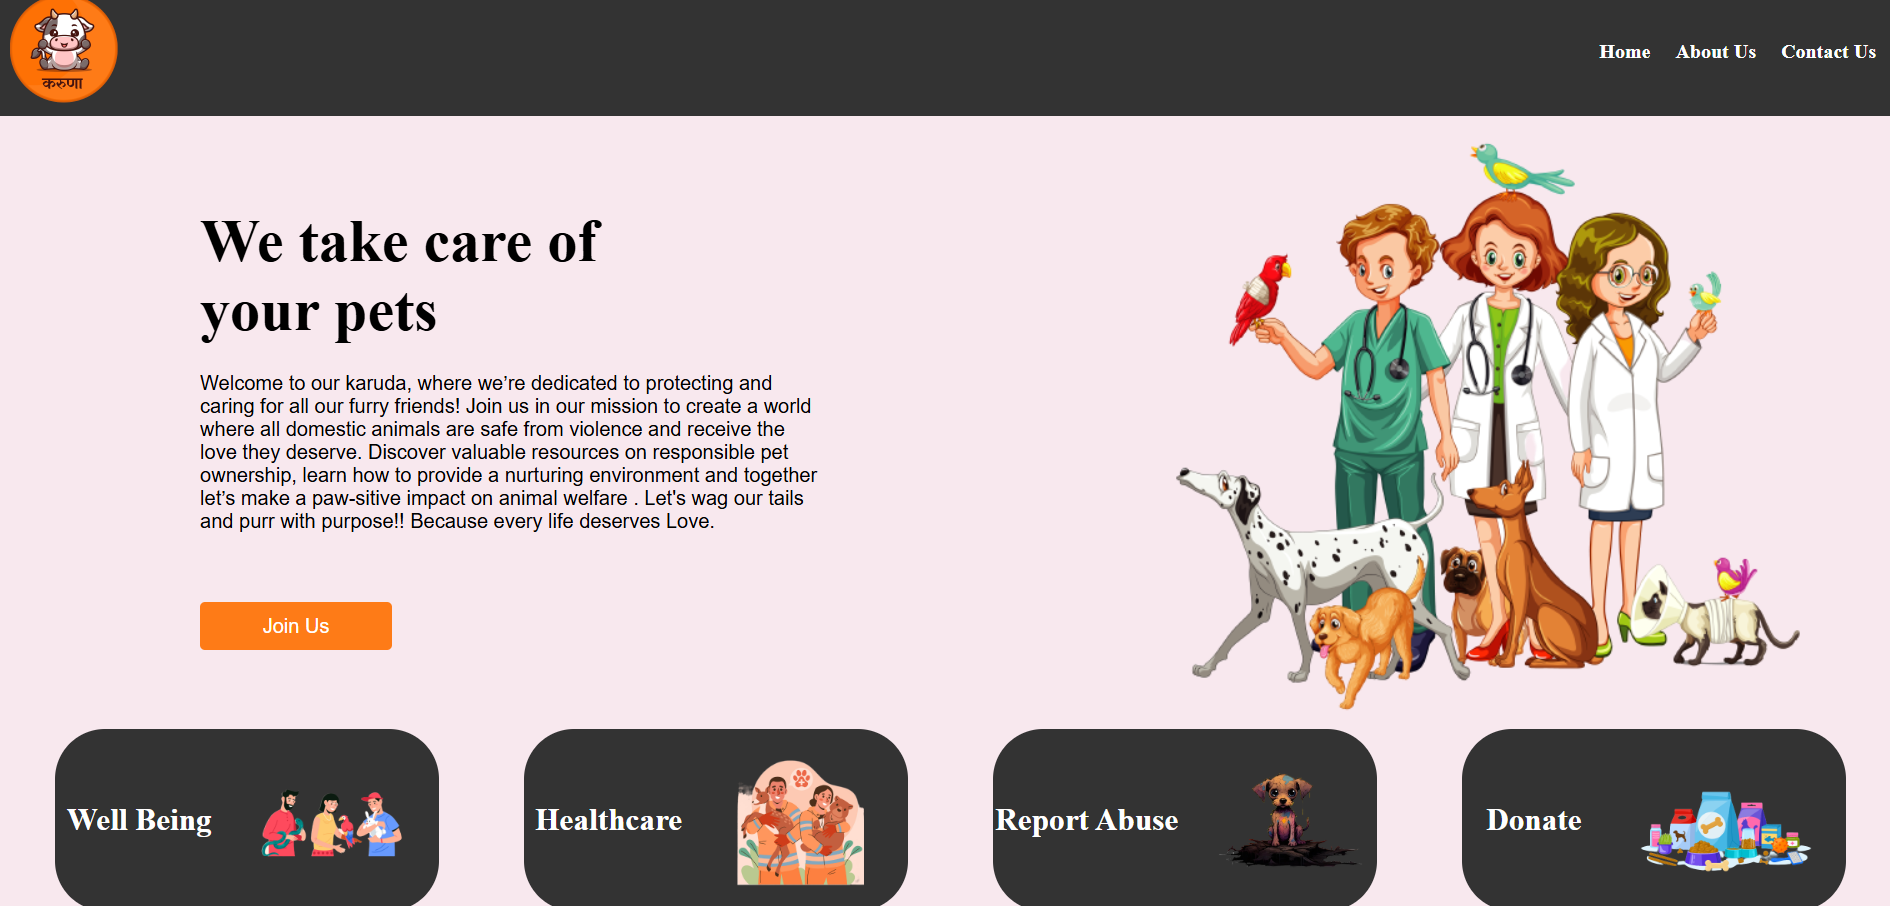 करुणा
Home About Us Contact Us
We take care of
your pets
Welcome to our karuda, where we’re dedicated to protecting and
caring for all our furry friends! Join us in our mission to create a world
where all domestic animals are safe from violence and receive the
love they deserve. Discover valuable resources on responsible pet
ownership, learn how to provide a nurturing environment and together
let’s make a paw-sitive impact on animal welfare . Let's wag our tails
and purr with purpose!! Because every life deserves Love.
Join Us
Well Being
Healthcare
Report Abuse
Donate